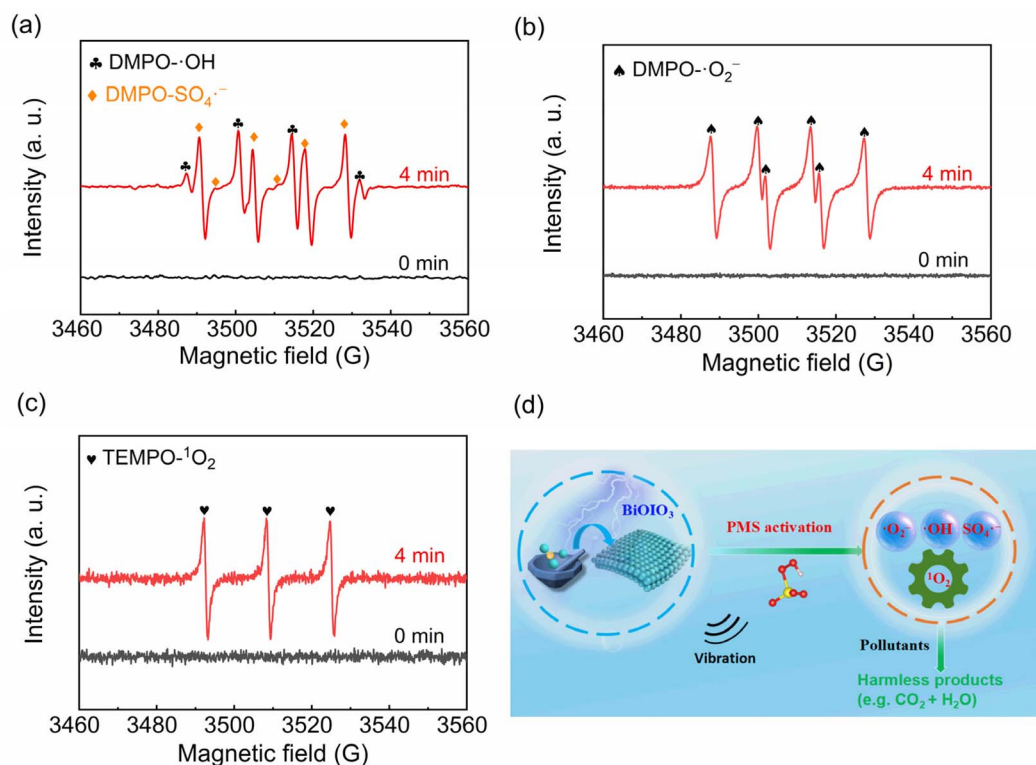 (a)
♣ DMPO-·OH
♦ DMPO-SO₄·⁻
4 min
0 min
Intensity (a. u.)
3460 3480 3500 3520 3540 3560
Magnetic field (G)
(b)
♠ DMPO-·O₂⁻
4 min
0 min
Intensity (a. u.)
3460 3480 3500 3520 3540 3560
Magnetic field (G)
(c)
♥ TEMPO-¹O₂
4 min
0 min
Intensity (a. u.)
3460 3480 3500 3520 3540 3560
Magnetic field (G)
(d)
BiOIO₃
PMS activation
Vibration
·O₂⁻ ·OH SO₄·⁻
¹O₂
Pollutants
Harmless products
(e.g. CO₂ + H₂O)